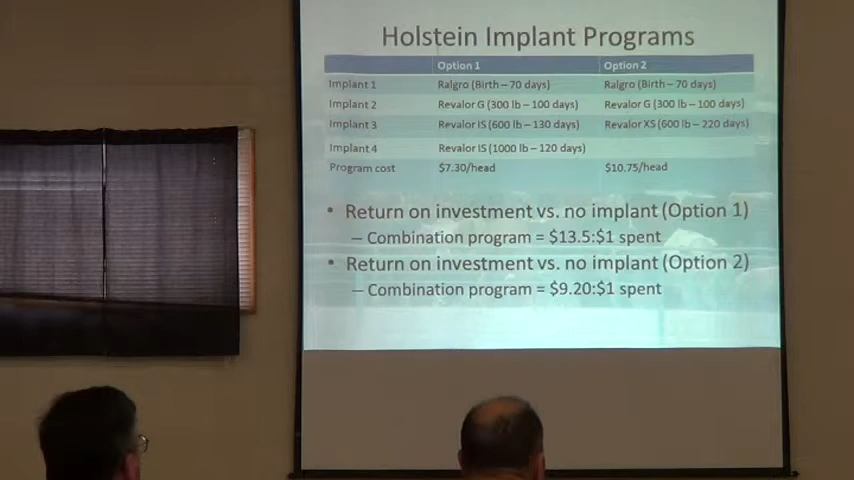 Holstein Implant Programs
Option 1 Option 2
Implant 1 Ralgro (Birth – 70 days) Ralgro (Birth – 70 days)
Implant 2 Revalor G (300 lb – 100 days) Revalor G (300 lb – 100 days)
Implant 3 Revalor IS (600 lb – 130 days) Revalor XS (600 lb – 220 days)
Implant 4 Revalor IS (1000 lb – 120 days)
Program cost $7.30/head $10.75/head
• Return on investment vs. no implant (Option 1)
– Combination program = $13.5:$1 spent
• Return on investment vs. no implant (Option 2)
– Combination program = $9.20:$1 spent